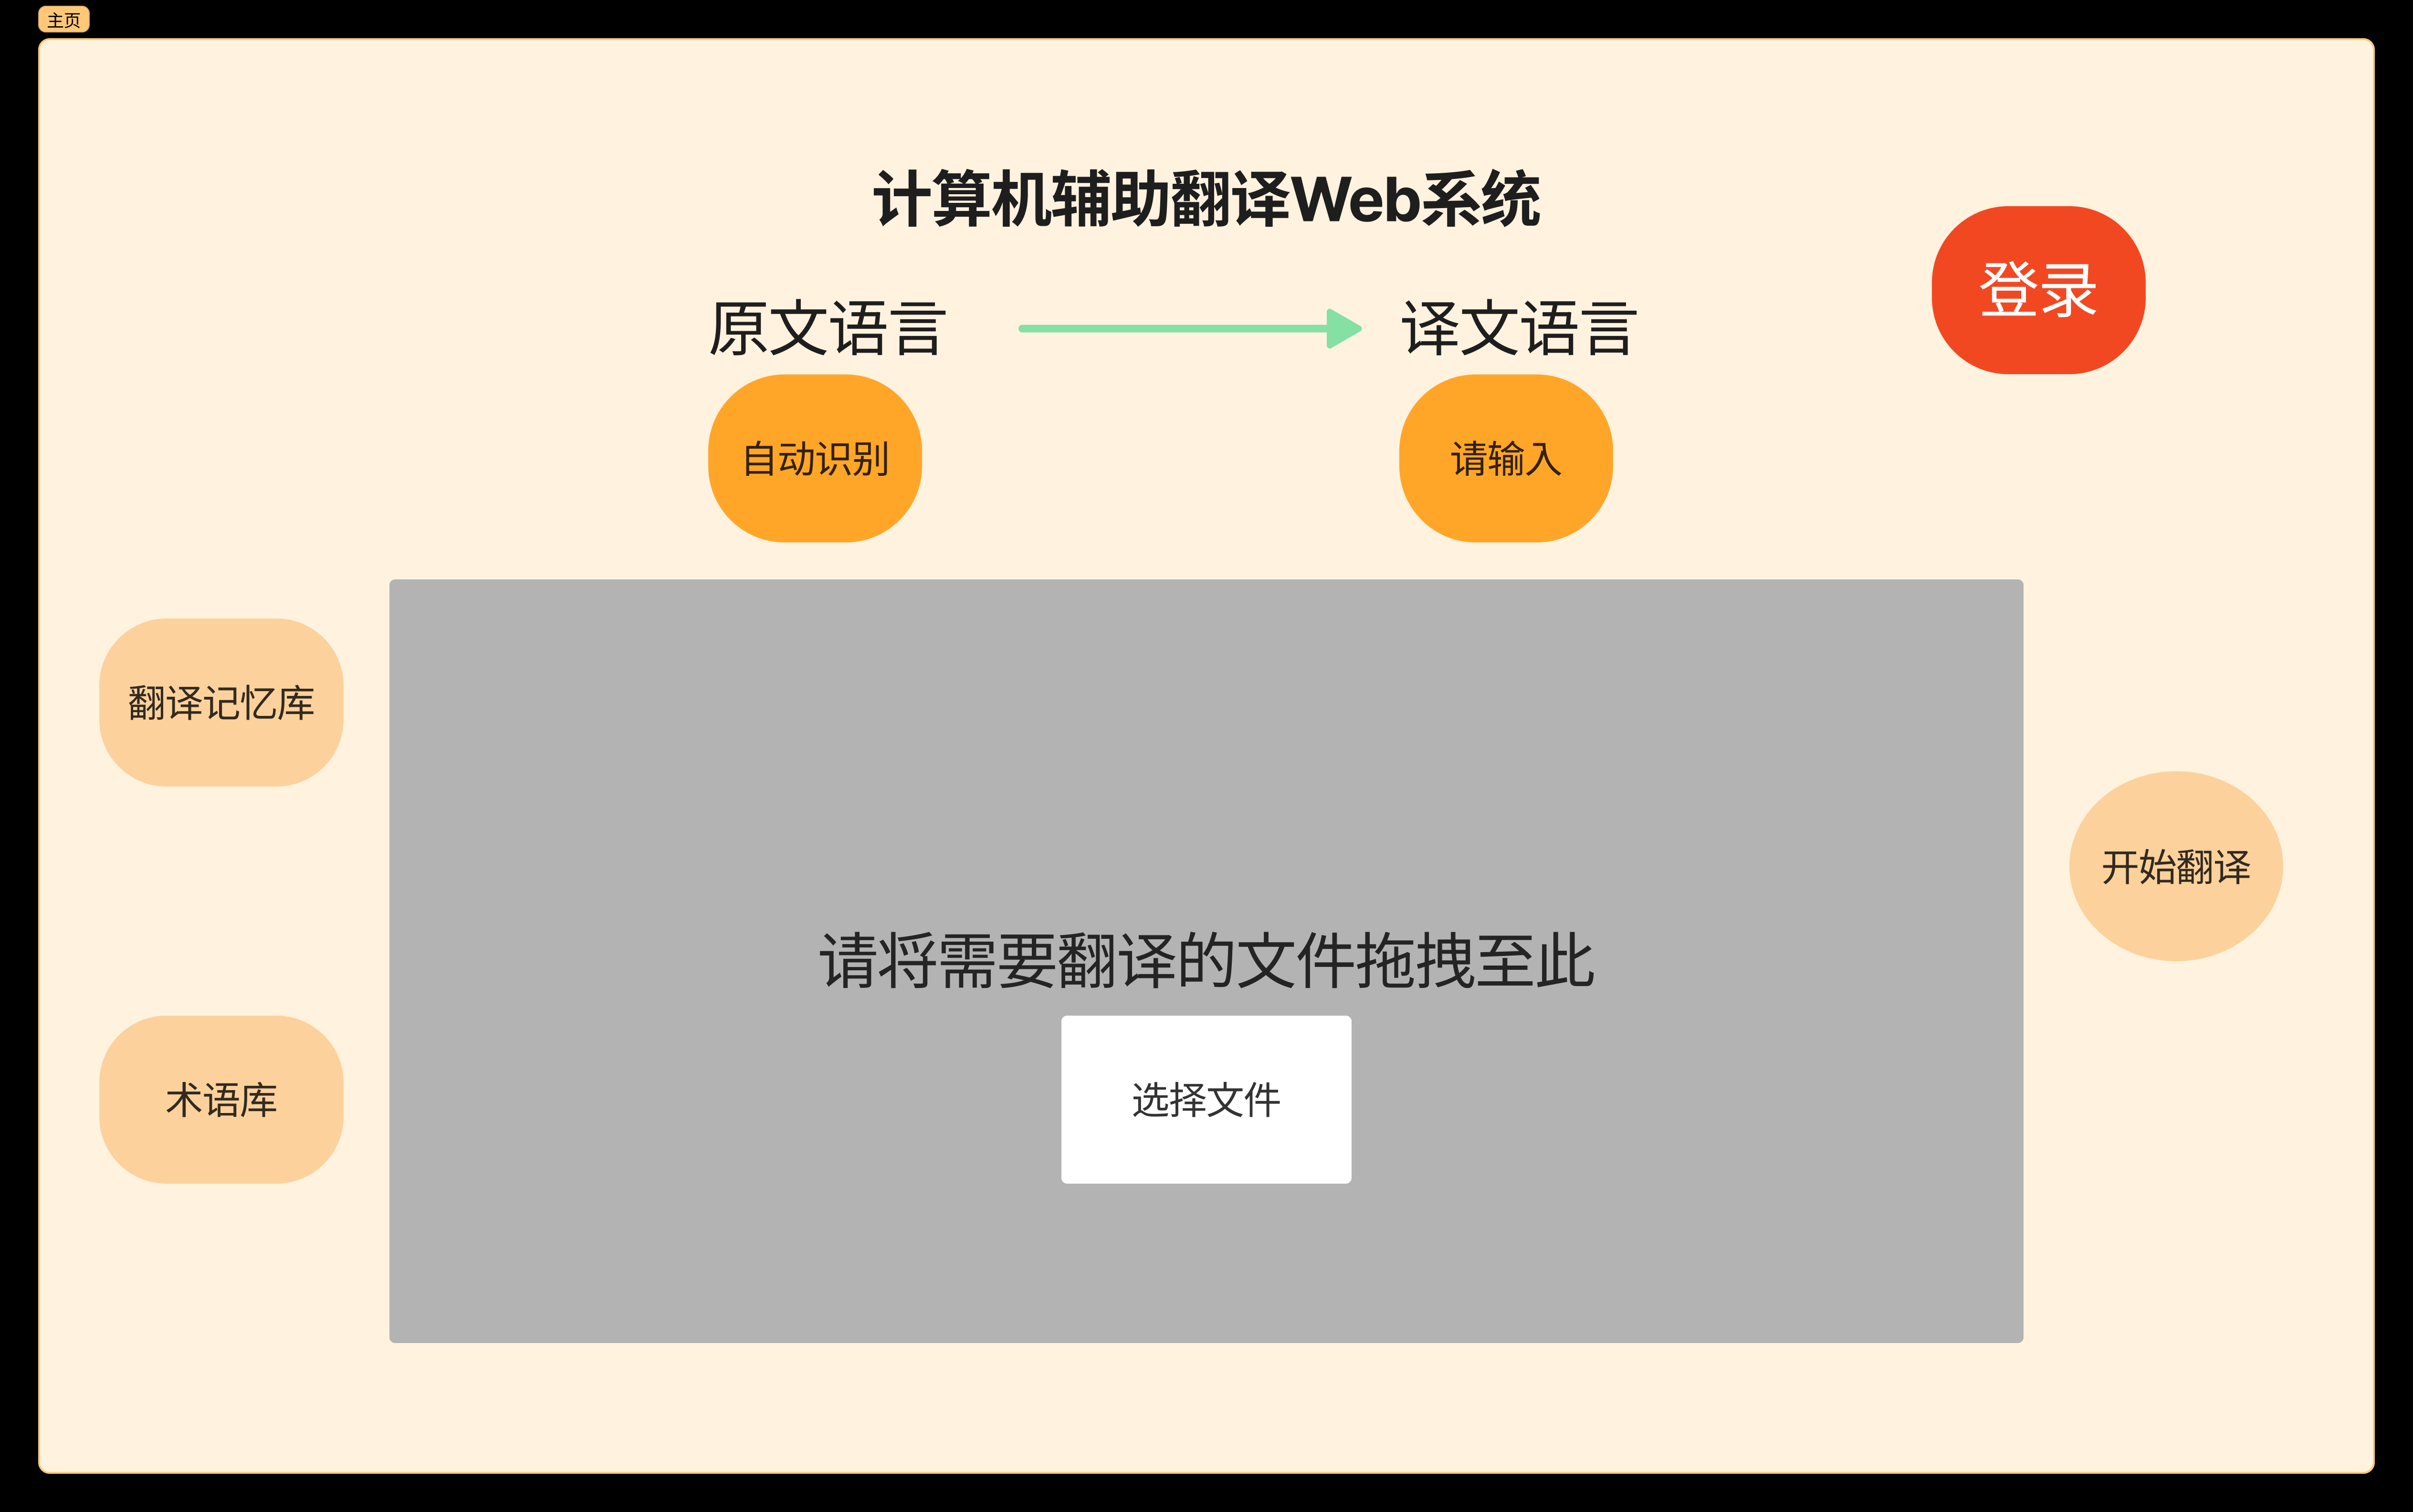 主页
计算机辅助翻译Web系统
登录
原文语言
译文语言
自动识别
请输入
翻译记忆库
开始翻译
请将需要翻译的文件拖拽至此
术语库
选择文件